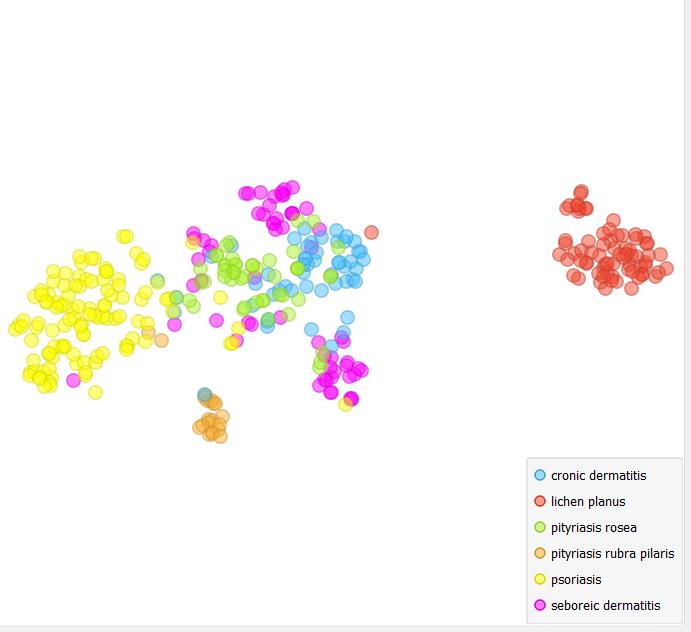 cronic dermatitis
lichen planus
pityriasis rosea
pityriasis rubra pilaris
psoriasis
seboreic dermatitis